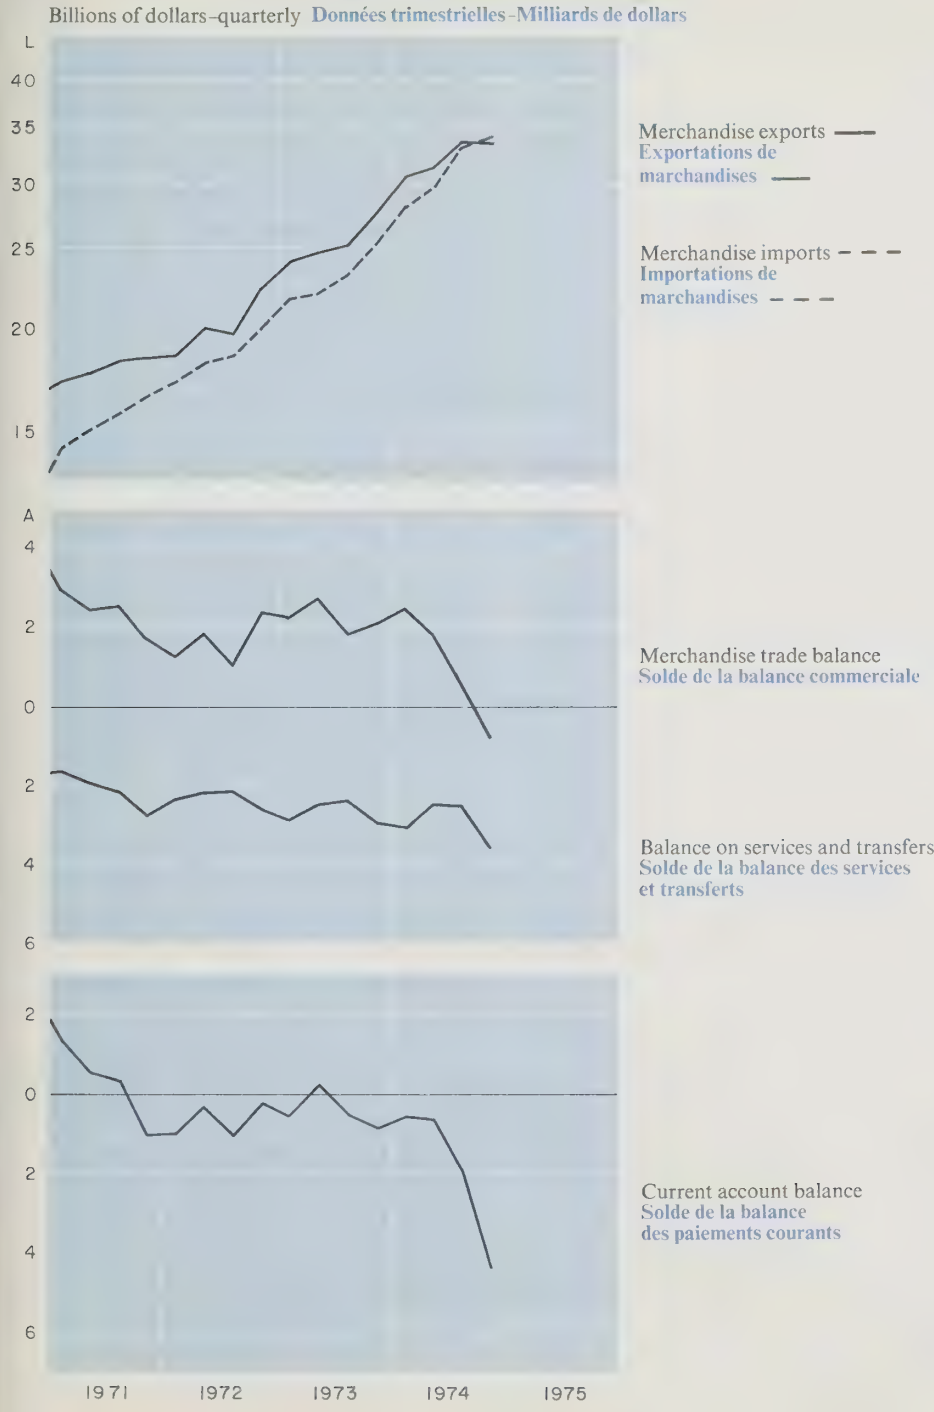 Billions of dollars–quarterly Données trimestrielles–Milliards de dollars
L
40
35
30
25
20
15
Merchandise exports
Exportations de
marchandises
Merchandise imports
Importations de
marchandises
A
4
2
0
2
4
6
Merchandise trade balance
Solde de la balance commerciale
Balance on services and transfers
Solde de la balance des services
et transferts
2
0
2
4
6
Current account balance
Solde de la balance
des paiements courants
1971 1972 1973 1974 1975